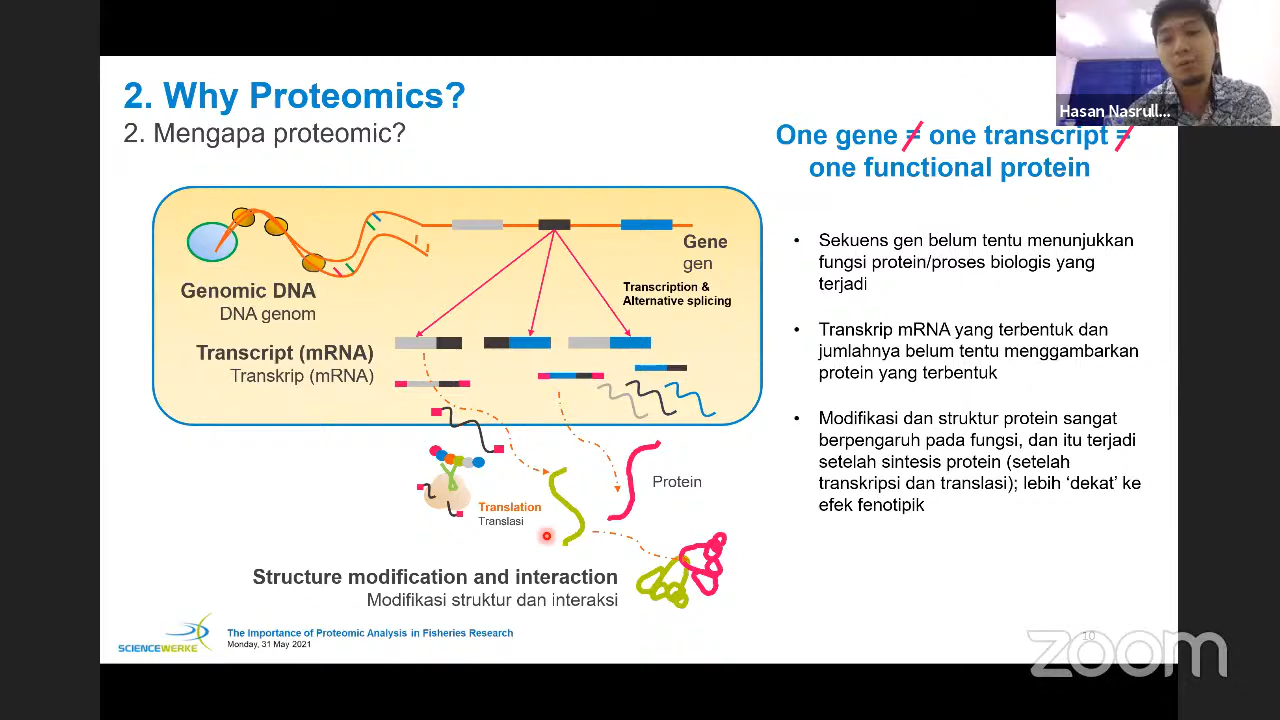 2. Why Proteomics?
2. Mengapa proteomic?
Hasan Nasrull...
One gene = one transcript =
one functional protein
Gene
gen
Transcription &
Alternative splicing
Genomic DNA
DNA genom
Transcript (mRNA)
Transkrip (mRNA)
Protein
Translation
Translasi
Structure modification and interaction
Modifikasi struktur dan interaksi
• Sekuens gen belum tentu menunjukkan
fungsi protein/proses biologis yang
terjadi
• Transkrip mRNA yang terbentuk dan
jumlahnya belum tentu menggambarkan
protein yang terbentuk
• Modifikasi dan struktur protein sangat
berpengaruh pada fungsi, dan itu terjadi
setelah sintesis protein (setelah
transkripsi dan translasi); lebih ‘dekat’ ke
efek fenotipik
SCIENCEWERKE
The Importance of Proteomic Analysis in Fisheries Research
Monday, 31 May 2021
10
zoom